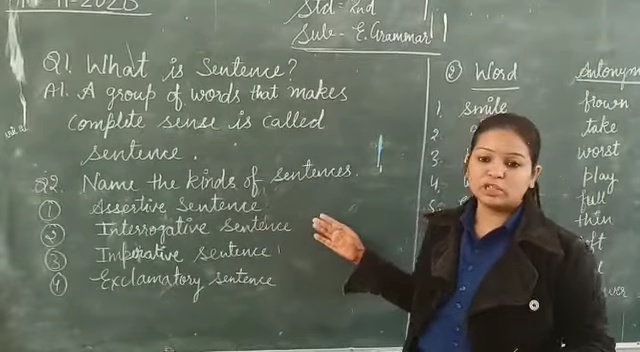 Std - 2nd
Sub - E. Grammar
Q1. What is Sentence?
A1. A group of words that makes
complete sense is called
sentence.
Q2. Name the kinds of sentences.
① Assertive Sentence
② Interrogative Sentence
③ Imperative sentence
④ Exclamatory sentence
② Word Antonym
1. smile frown
2. take
3. worst
4. play
5. full
thin